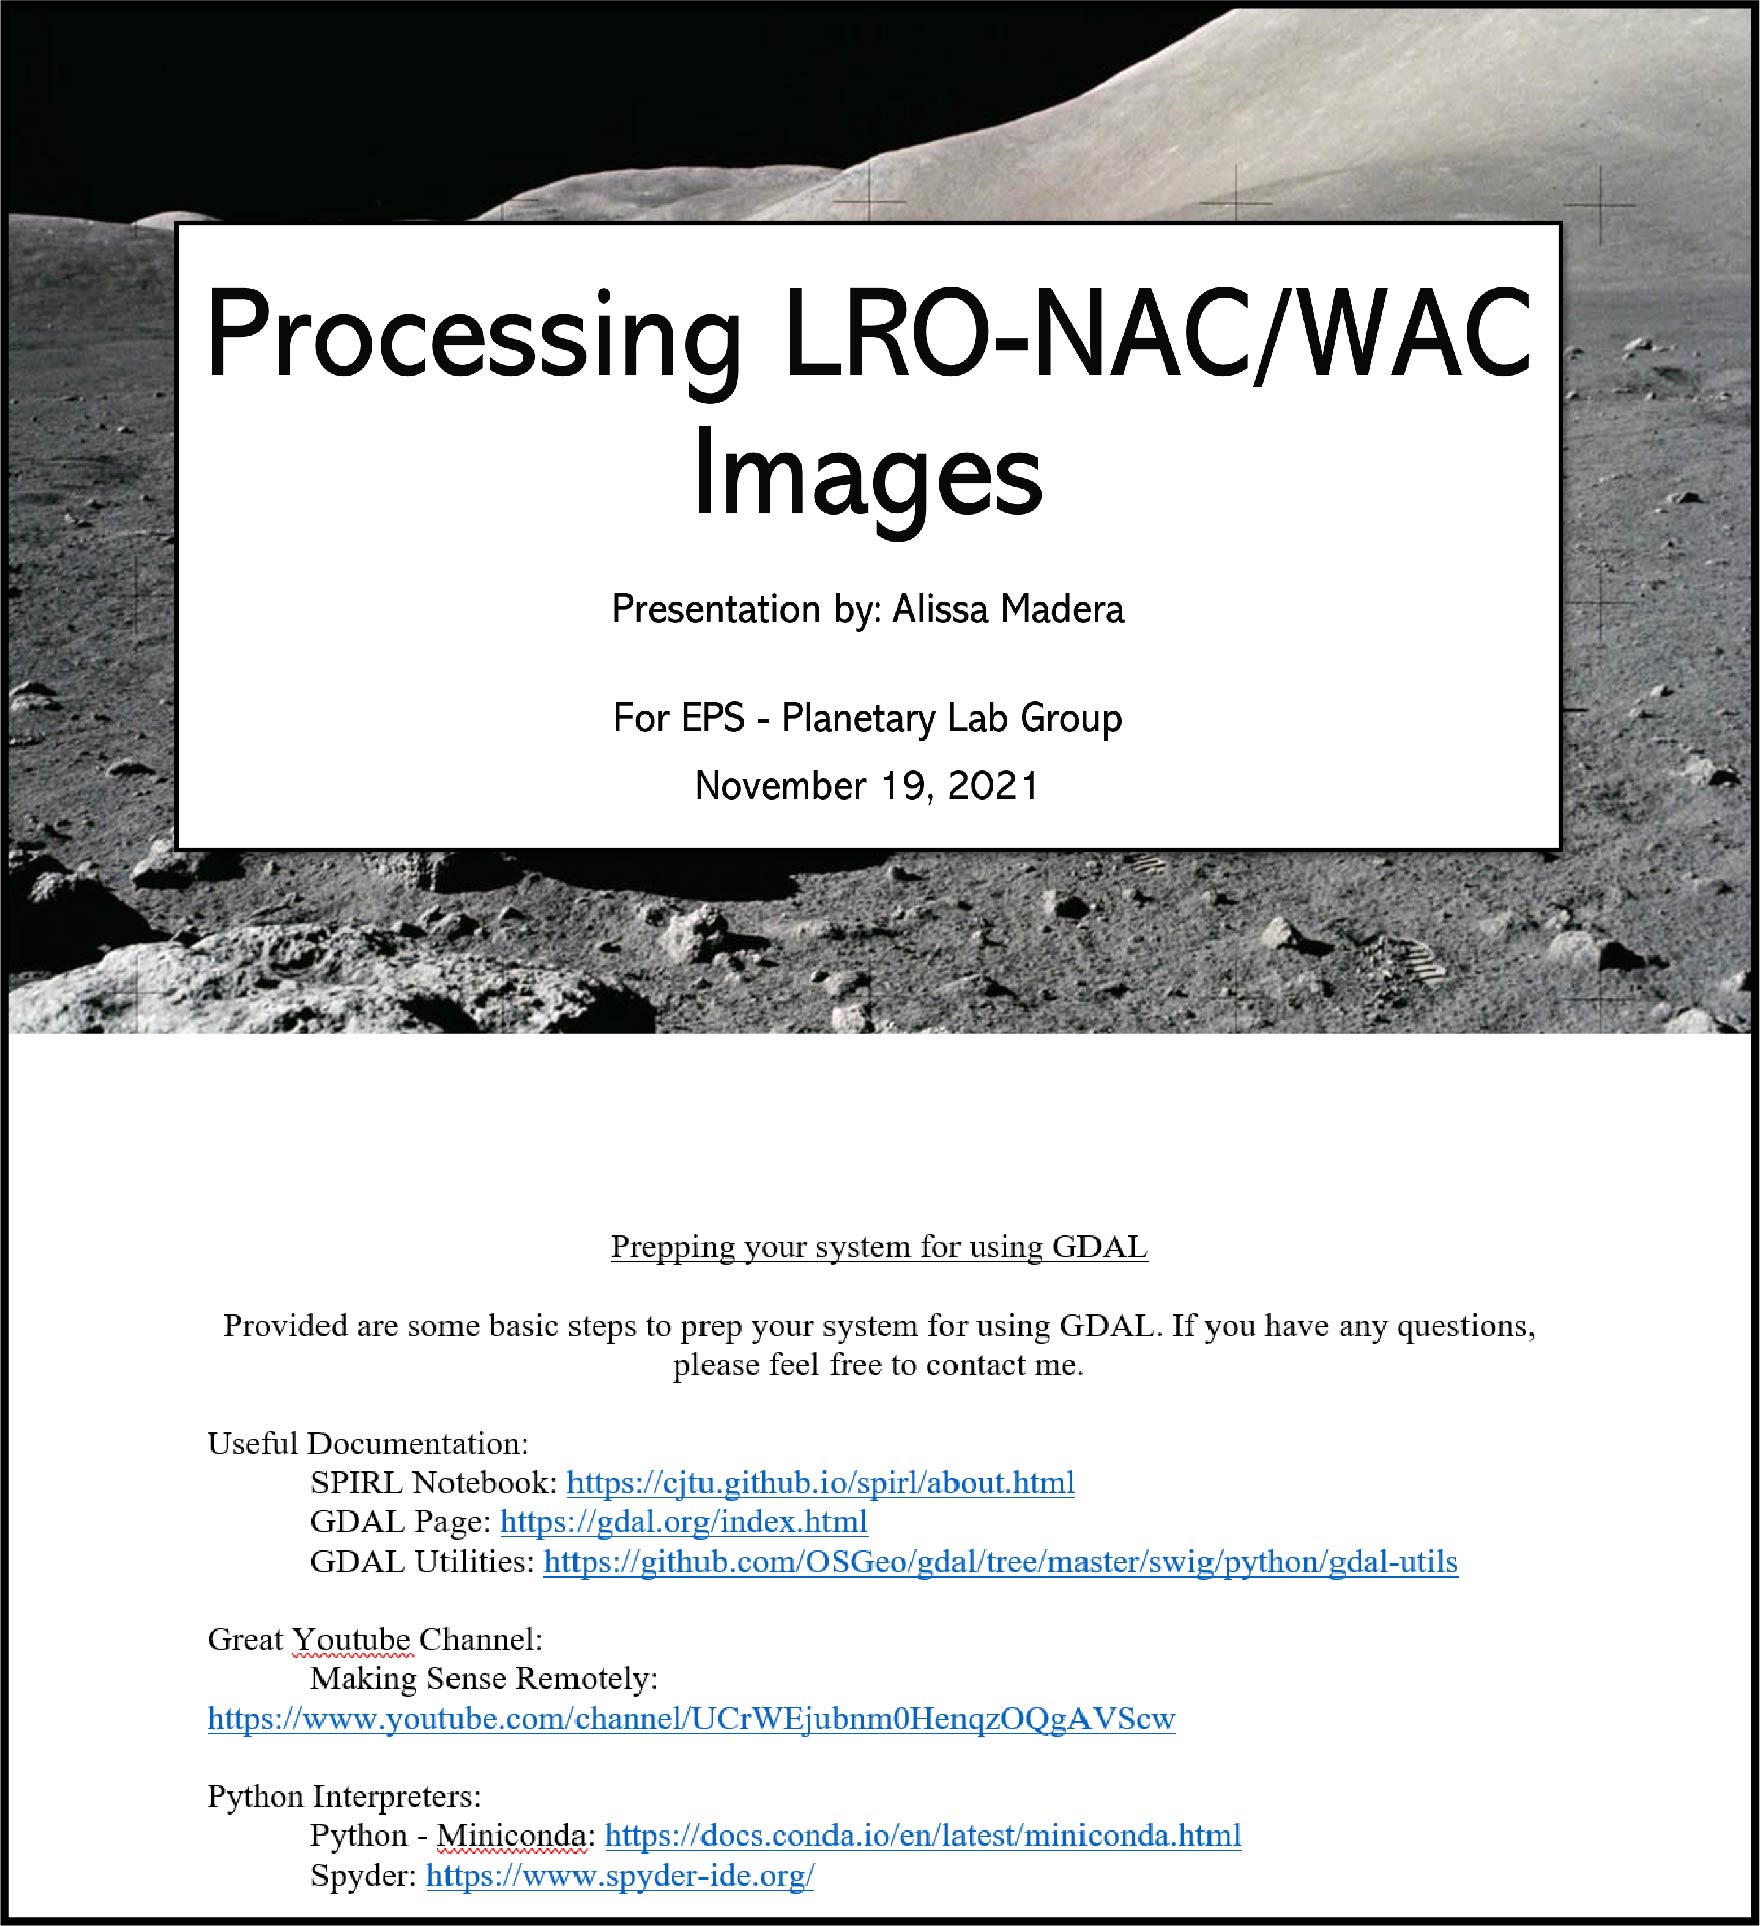 Processing LRO-NAC/WAC
Images
Presentation by: Alissa Madera
For EPS - Planetary Lab Group
November 19, 2021
Prepping your system for using GDAL
Provided are some basic steps to prep your system for using GDAL. If you have any questions,
please feel free to contact me.
Useful Documentation:
SPIRL Notebook: https://cjtu.github.io/spirl/about.html
GDAL Page: https://gdal.org/index.html
GDAL Utilities: https://github.com/OSGeo/gdal/tree/master/swig/python/gdal-utils
Great Youtube Channel:
Making Sense Remotely:
https://www.youtube.com/channel/UCrWEjubnm0HenqzOQgAVScw
Python Interpreters:
Python - Miniconda: https://docs.conda.io/en/latest/miniconda.html
Spyder: https://www.spyder-ide.org/